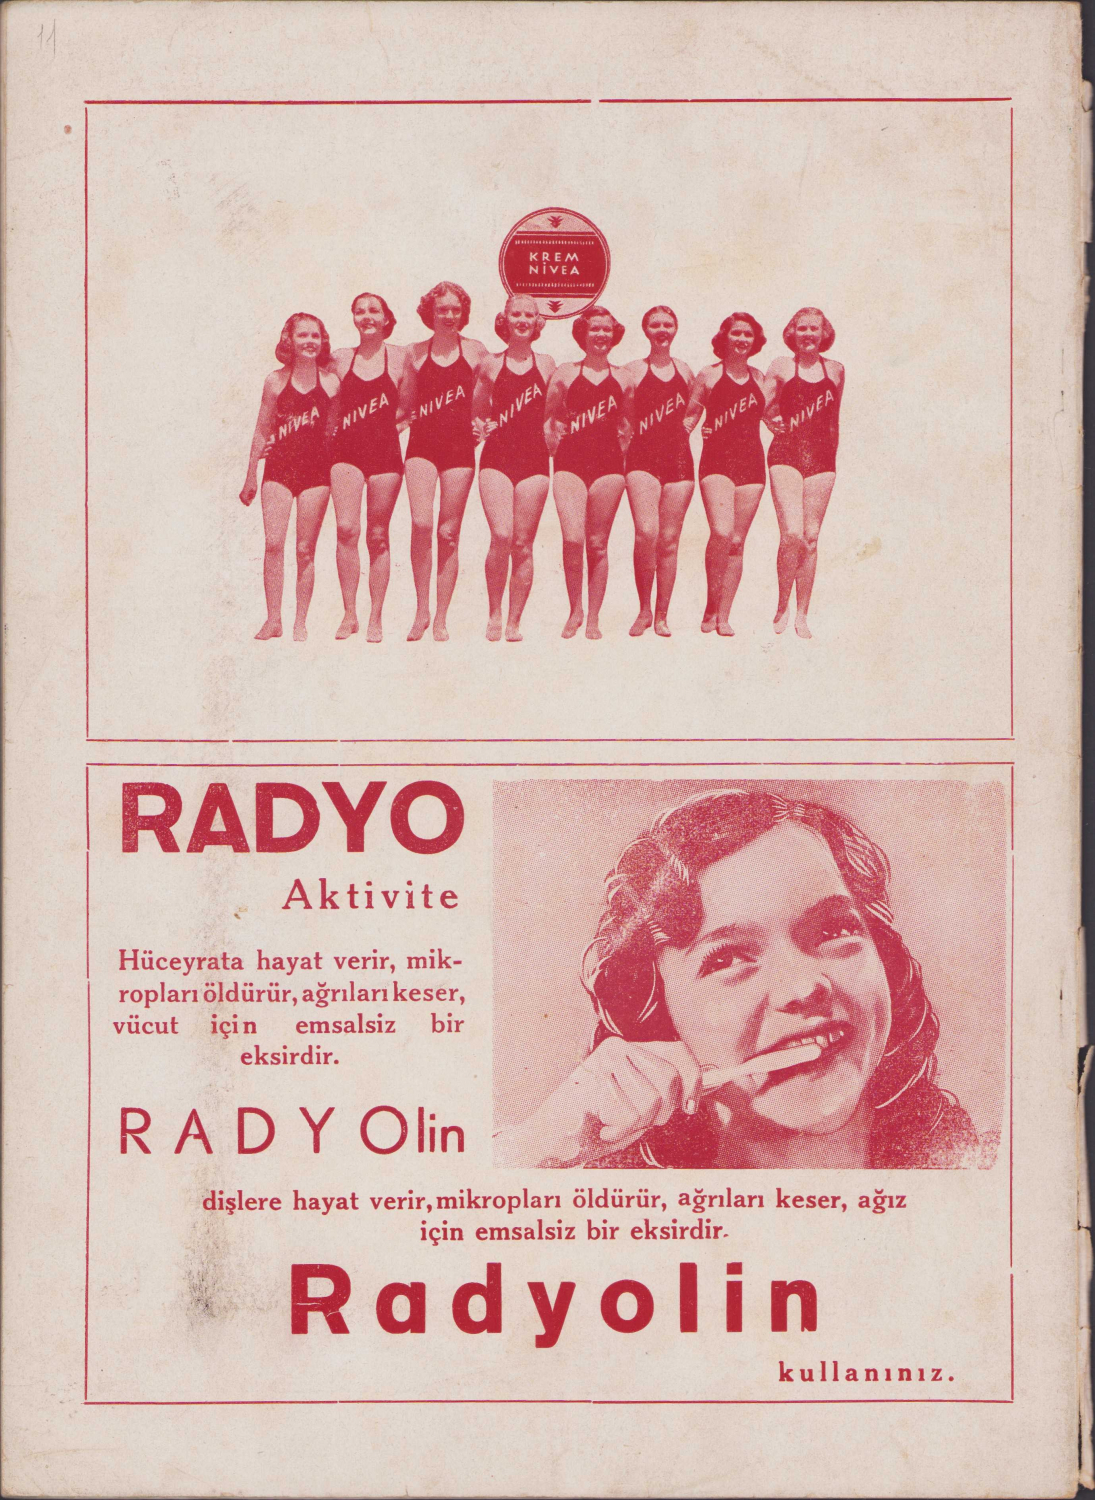 11
KREM
NİVEA
NIVEA
NIVEA
NIVEA
NIVEA
NIVEA
NIVEA
NIVEA
NIVEA
RADYO
Aktivite
Hüceyrata hayat verir, mik-
ropları öldürür, ağrıları keser,
vücut için emsalsiz bir
eksirdir.
RADYOlin
dişlere hayat verir, mikropları öldürür, ağrıları keser, ağız
için emsalsiz bir eksirdir.
Radyolin
kullanınız.